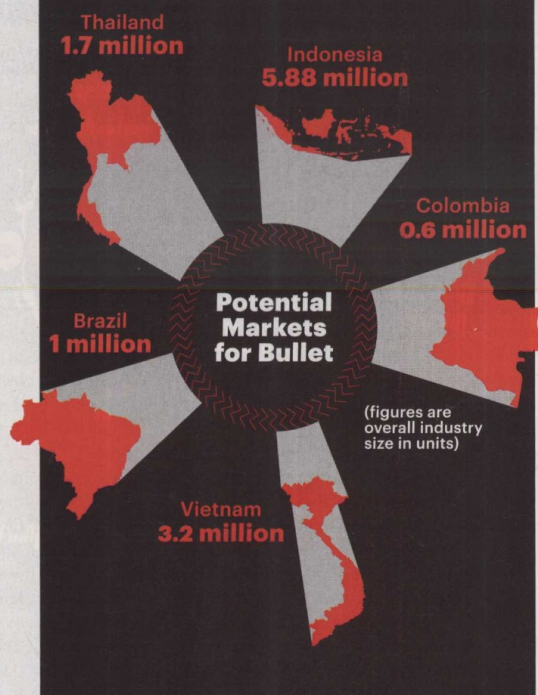 Thailand
1.7 million
Indonesia
5.88 million
Colombia
0.6 million
Potential
Markets
for Bullet
Brazil
1 million
(figures are
overall industry
size in units)
Vietnam
3.2 million